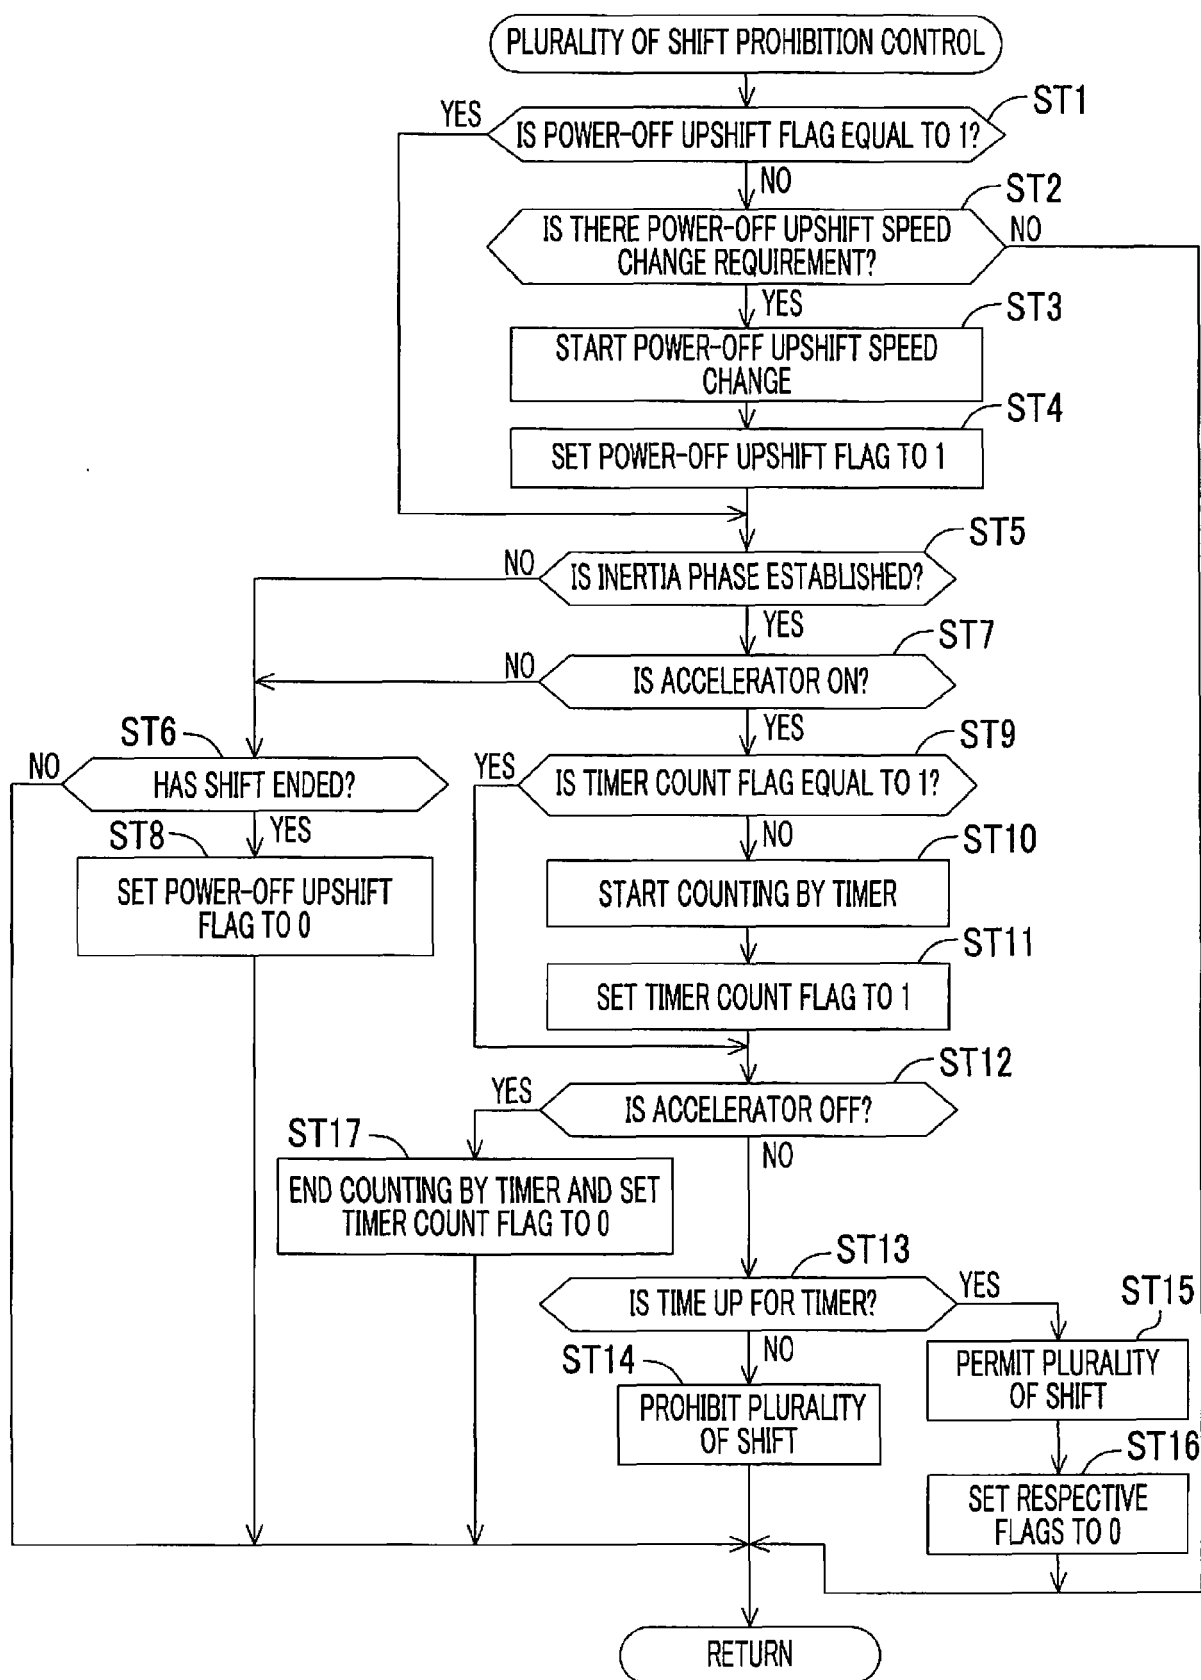 PLURALITY OF SHIFT PROHIBITION CONTROL
ST1
YES
IS POWER-OFF UPSHIFT FLAG EQUAL TO 1?
NO
ST2
IS THERE POWER-OFF UPSHIFT SPEED
CHANGE REQUIREMENT?
NO
YES
ST3
START POWER-OFF UPSHIFT SPEED
CHANGE
ST4
SET POWER-OFF UPSHIFT FLAG TO 1
ST5
NO
IS INERTIA PHASE ESTABLISHED?
YES
ST7
NO
IS ACCELERATOR ON?
YES
ST6
NO
HAS SHIFT ENDED?
YES
ST8
SET POWER-OFF UPSHIFT
FLAG TO 0
ST9
YES
IS TIMER COUNT FLAG EQUAL TO 1?
NO
ST10
START COUNTING BY TIMER
ST11
SET TIMER COUNT FLAG TO 1
ST12
YES
IS ACCELERATOR OFF?
NO
ST17
END COUNTING BY TIMER AND SET
TIMER COUNT FLAG TO 0
ST13
IS TIME UP FOR TIMER?
YES
NO
ST14
PROHIBIT PLURALITY
OF SHIFT
ST15
PERMIT PLURALITY
OF SHIFT
ST16
SET RESPECTIVE
FLAGS TO 0
RETURN